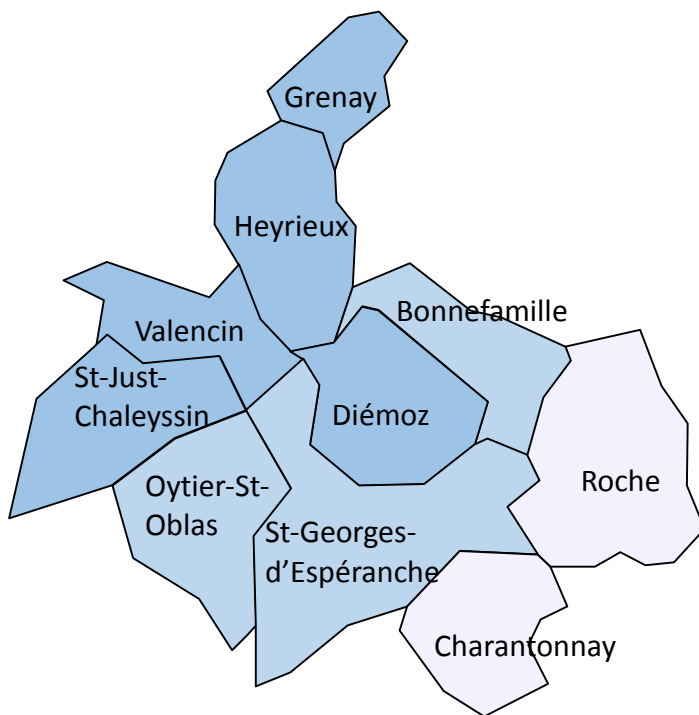 Grenay
Heyrieux
Bonnefamille
Valencin
St-Just-
Chaleyssin
Diémoz
Roche
Oytier-St-
Oblas
St-Georges-
d’Espéranche
Charantonnay